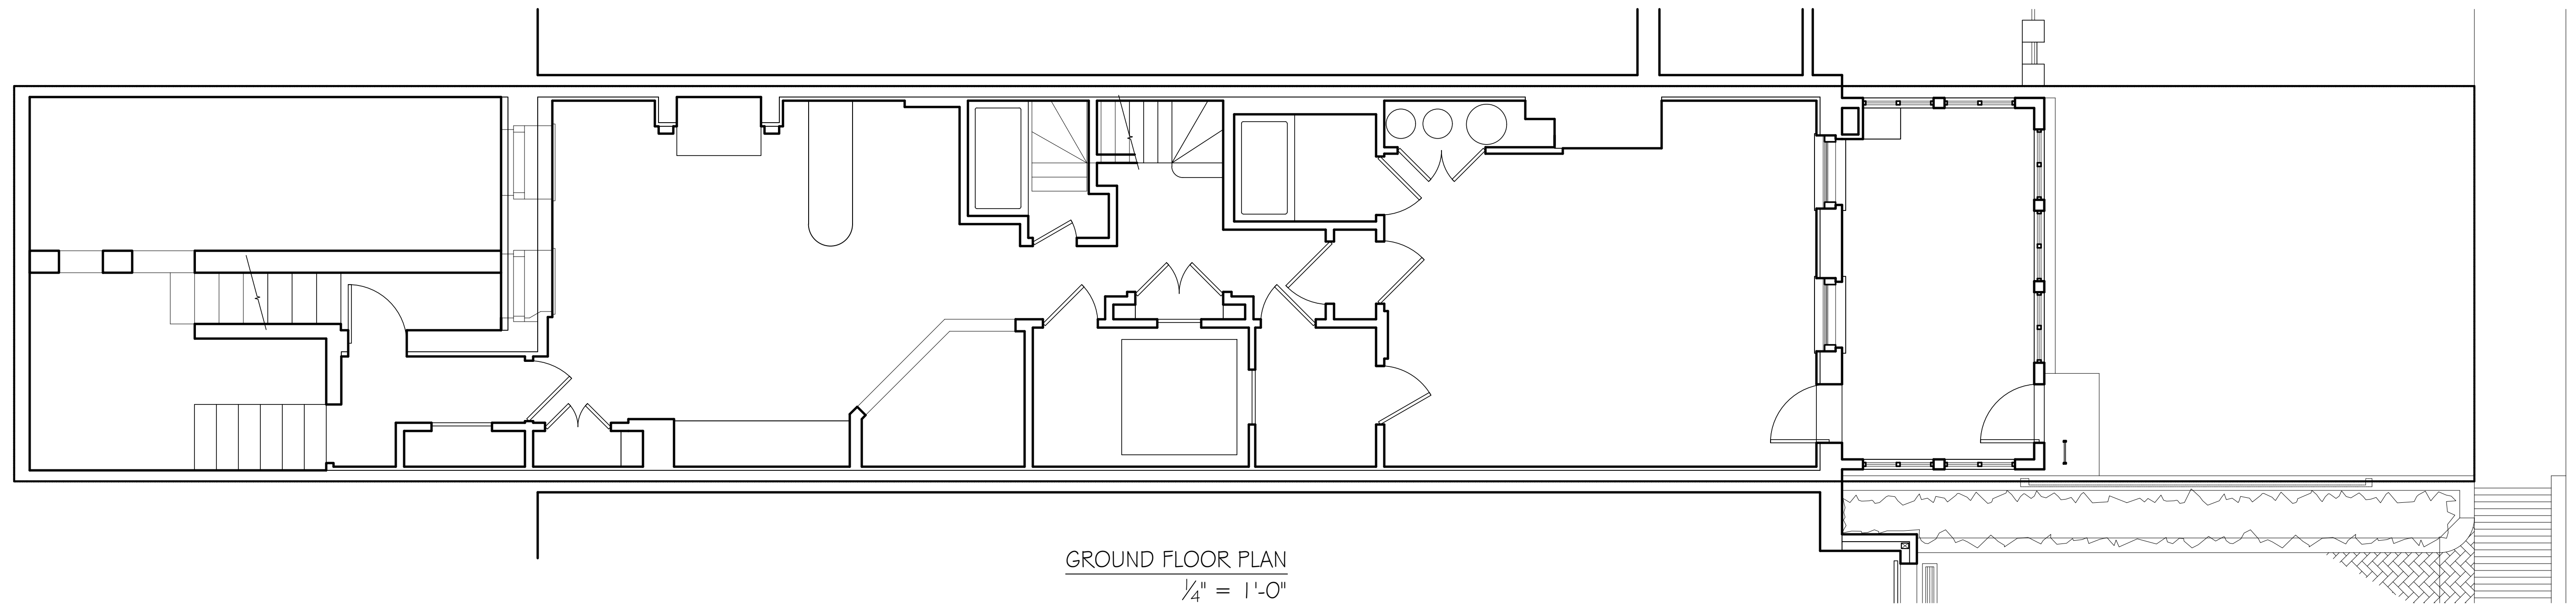 GROUND FLOOR PLAN
1/4" = 1'-0"